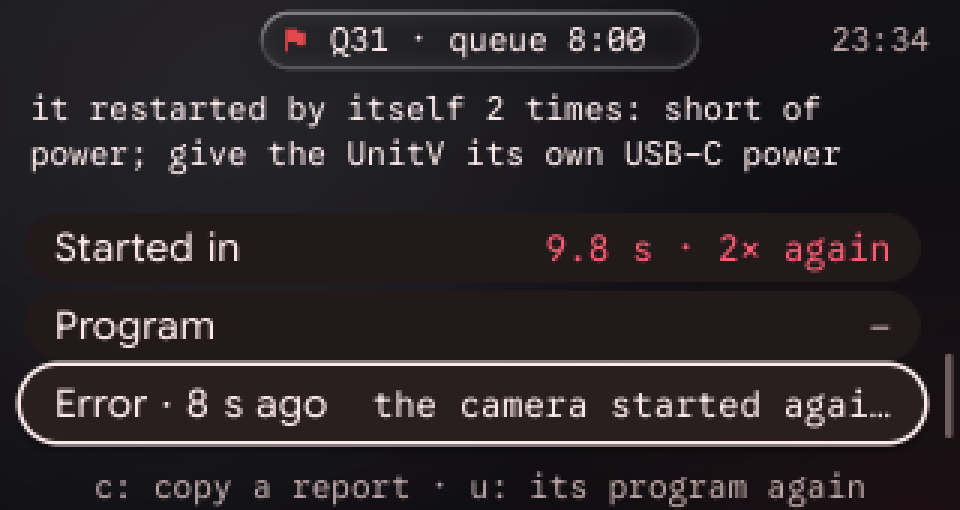 Q31 · queue 8:00
23:34
it restarted by itself 2 times: short of
power; give the UnitV its own USB-C power
Started in 9.8 s · 2× again
Program –
Error · 8 s ago the camera started agai…
c: copy a report · u: its program again